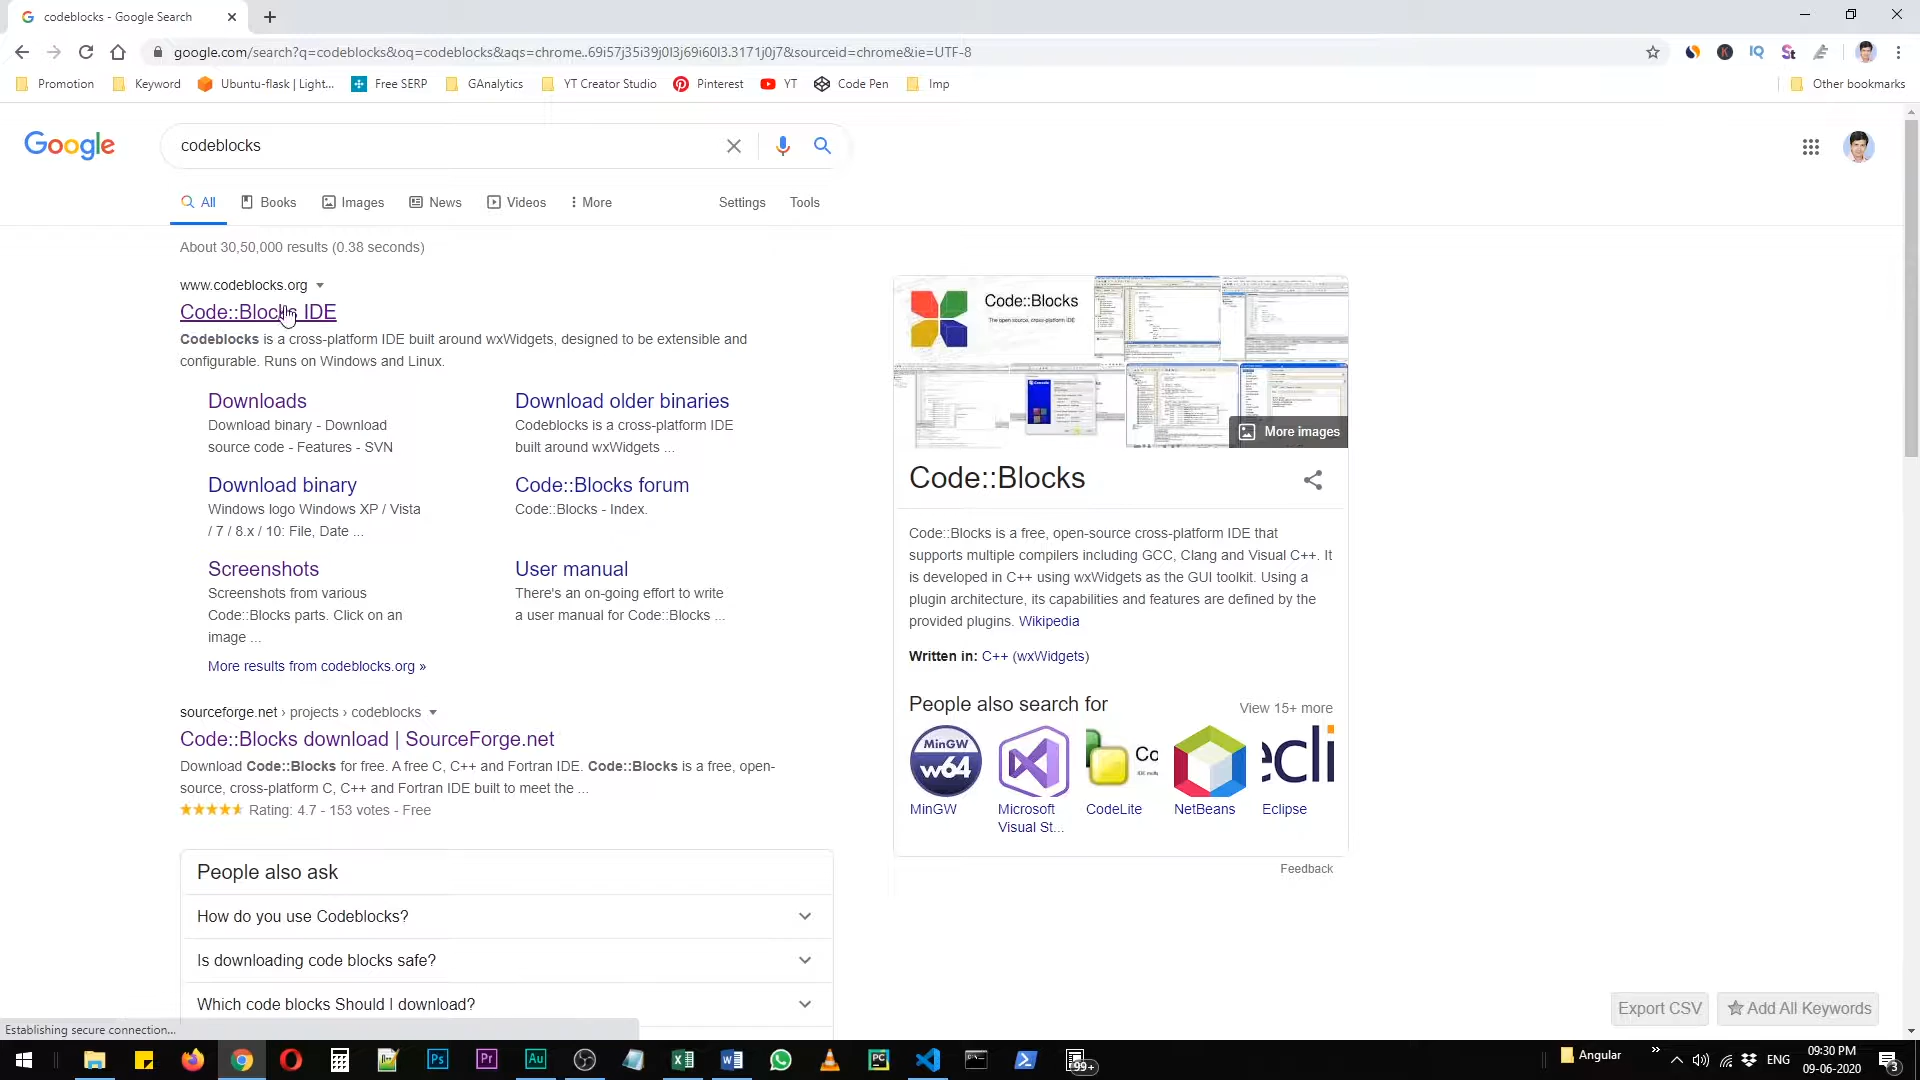 codeblocks - Google Search
google.com/search?q=codeblocks&oq=codeblocks&aqs=chrome..69i57j35i39j0l3j69i60l3.3171j0j7&sourceid=chrome&ie=UTF-8
Promotion Keyword Ubuntu-flask | Light... Free SERP GAnalytics YT Creator Studio Pinterest YT Code Pen Imp Other bookmarks
Google codeblocks
All Books Images News Videos More Settings Tools
About 30,50,000 results (0.38 seconds)
www.codeblocks.org
Code::Blocks IDE
Codeblocks is a cross-platform IDE built around wxWidgets, designed to be extensible and
configurable. Runs on Windows and Linux.
Downloads
Download binary - Download
source code - Features - SVN
Download older binaries
Codeblocks is a cross-platform IDE
built around wxWidgets ...
Download binary
Windows logo Windows XP / Vista
/ 7 / 8.x / 10: File, Date ...
Code::Blocks forum
Code::Blocks - Index.
Screenshots
Screenshots from various
Code::Blocks parts. Click on an
image ...
User manual
There's an on-going effort to write
a user manual for Code::Blocks ...
More results from codeblocks.org »
sourceforge.net › projects › codeblocks
Code::Blocks download | SourceForge.net
Download Code::Blocks for free. A free C, C++ and Fortran IDE. Code::Blocks is a free, open-
source, cross-platform C, C++ and Fortran IDE built to meet the ...
Rating: 4.7 - 153 votes - Free
People also ask
How do you use Codeblocks?
Is downloading code blocks safe?
Which code blocks Should I download?
Code::Blocks
The open source, cross-platform IDE
More images
Code::Blocks
Code::Blocks is a free, open-source cross-platform IDE that
supports multiple compilers including GCC, Clang and Visual C++. It
is developed in C++ using wxWidgets as the GUI toolkit. Using a
plugin architecture, its capabilities and features are defined by the
provided plugins. Wikipedia
Written in: C++ (wxWidgets)
People also search for View 15+ more
MinGW
w64
Co
ecli
MinGW
Microsoft
Visual St...
CodeLite
NetBeans
Eclipse
Feedback
Export CSV Add All Keywords
Establishing secure connection...
Ps Pr Au PC 99+
Angular
ENG
09:30 PM
09-06-2020
3